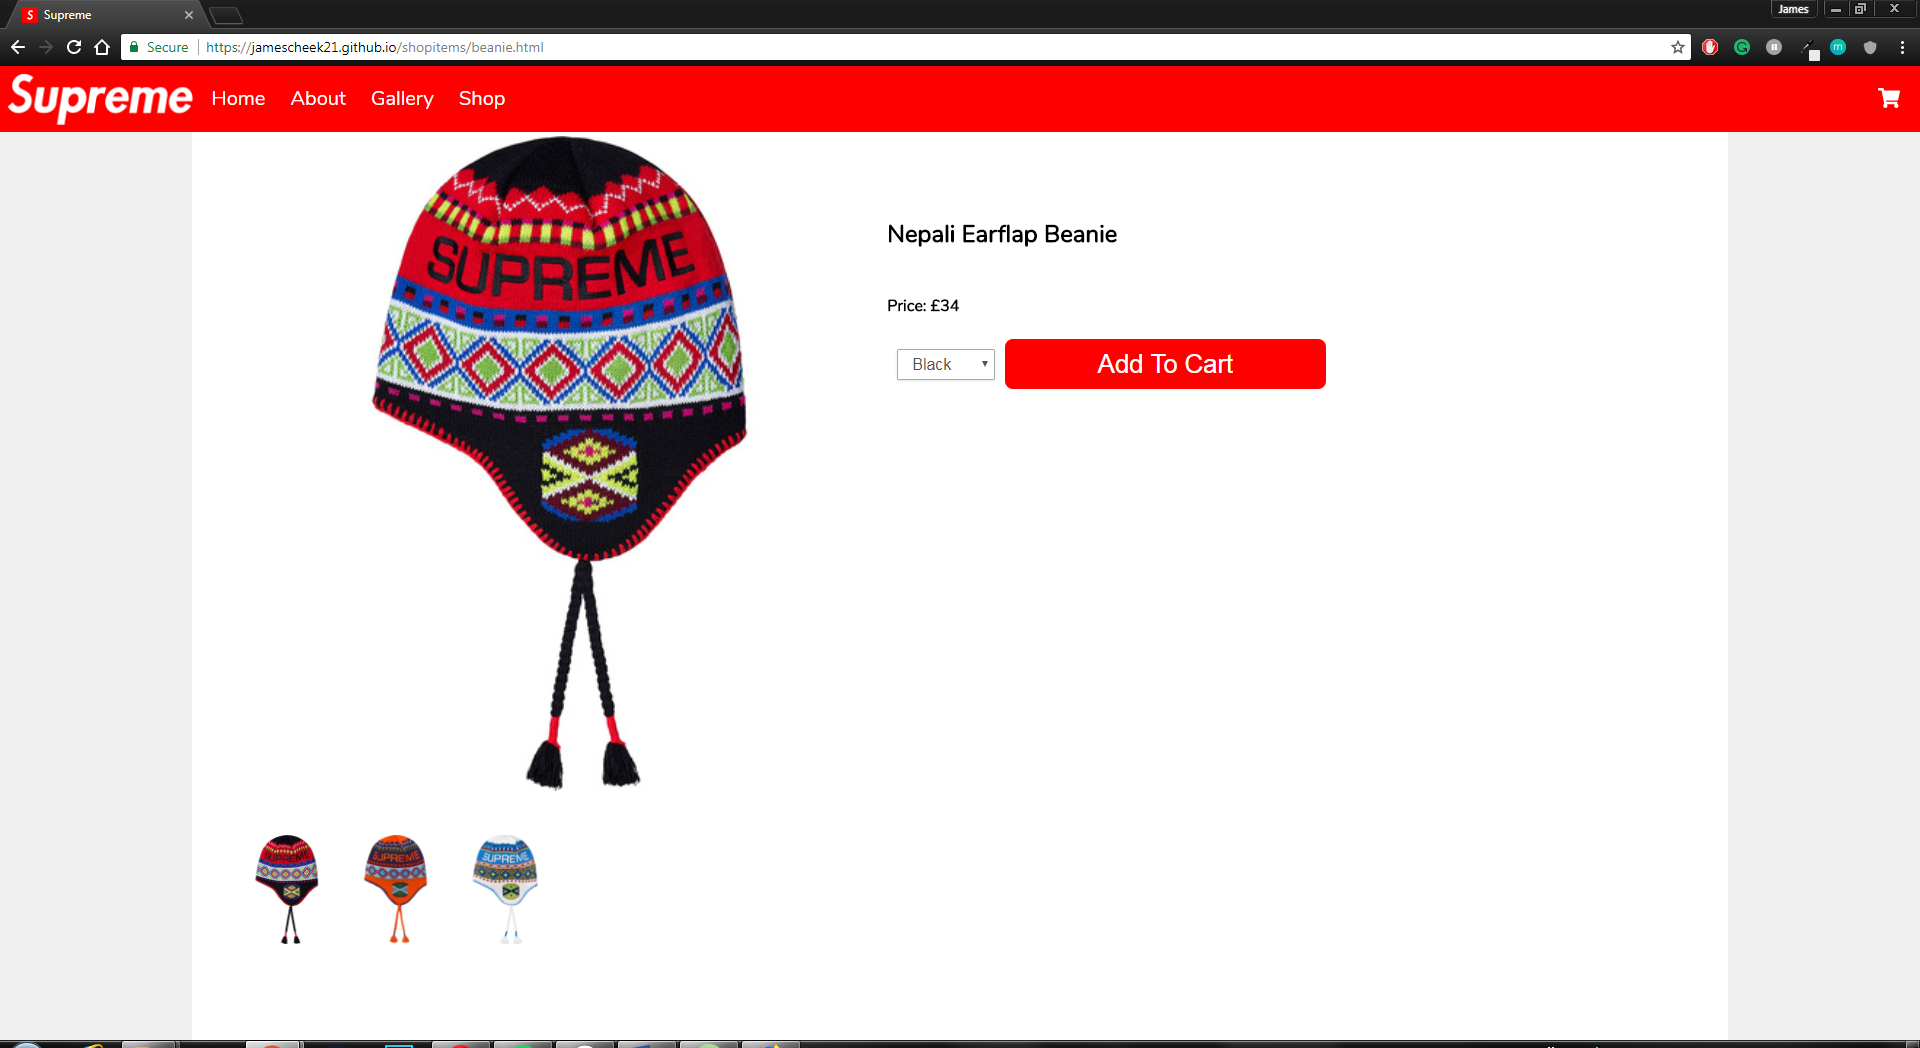 Supreme
James
Secure
https://jamescheek21.github.io/shopitems/beanie.html
Supreme Home About Gallery Shop
SUPREME
Nepali Earflap Beanie
Price: £34
Black
Add To Cart
SUPREME
SUPREME
SUPREME